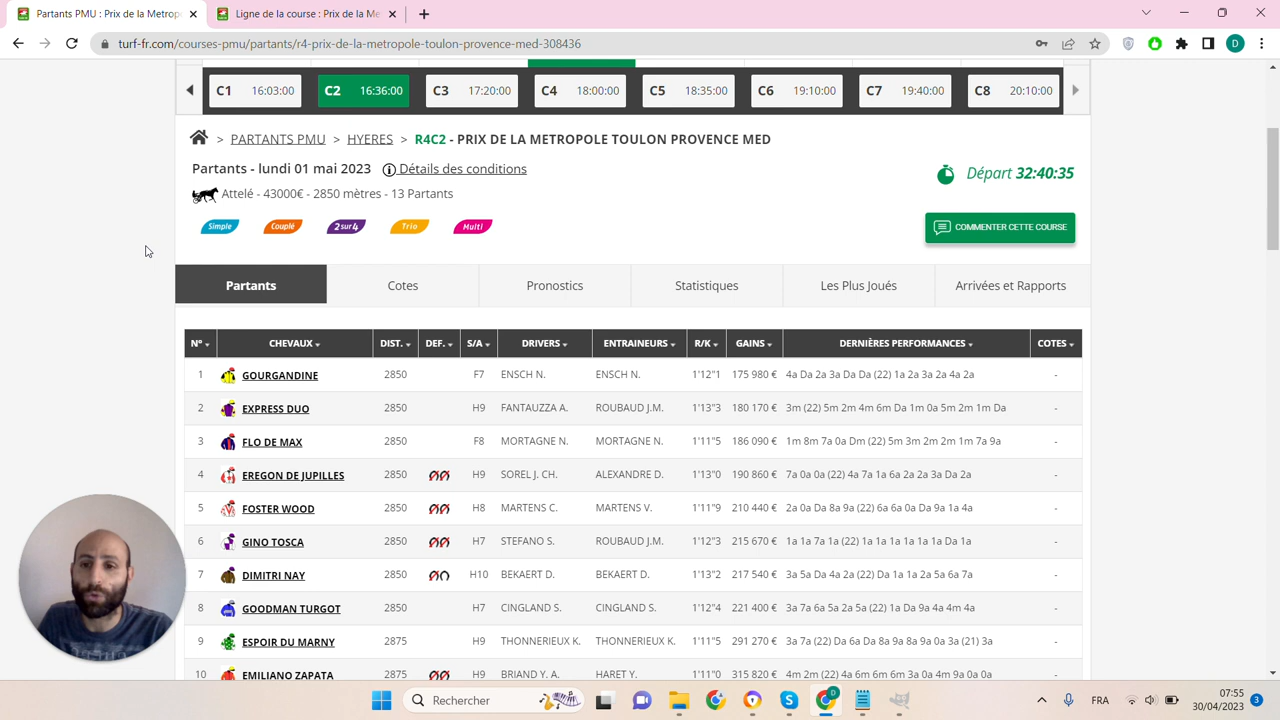 Partants PMU : Prix de la Metropo
Ligne de la course : Prix de la M
turf-fr.com/courses-pmu/partants/r4-prix-de-la-metropole-toulon-provence-med-308436
D
C1 16:03:00 C2 16:36:00 C3 17:20:00 C4 18:00:00 C5 18:35:00 C6 19:10:00 C7 19:40:00 C8 20:10:00
> PARTANTS PMU > HYERES > R4C2 - PRIX DE LA METROPOLE TOULON PROVENCE MED
Partants - lundi 01 mai 2023 Détails des conditions
Départ 32:40:35
Attelé - 43000€ - 2850 mètres - 13 Partants
Simple Couplé 2sur4 Trio Multi
COMMENTER CETTE COURSE
Partants Cotes Pronostics Statistiques Les Plus Joués Arrivées et Rapports
N° CHEVAUX DIST. DEF. S/A DRIVERS ENTRAINEURS R/K GAINS DERNIÈRES PERFORMANCES COTES
1 GOURGANDINE 2850 F7 ENSCH N. ENSCH N. 1'12"1 175 980 € 4a Da 2a 3a Da Da (22) 1a 2a 3a 2a 4a 2a -
2 EXPRESS DUO 2850 H9 FANTAUZZA A. ROUBAUD J.M. 1'13"3 180 170 € 3m (22) 5m 2m 4m 6m Da 1m 0a 5m 2m 1m Da -
3 FLO DE MAX 2850 F8 MORTAGNE N. MORTAGNE N. 1'11"5 186 090 € 1m 8m 7a 0a Dm (22) 5m 3m 2m 2m 1m 7a 9a -
4 EREGON DE JUPILLES 2850 H9 SOREL J. CH. ALEXANDRE D. 1'13"0 190 860 € 7a 0a 0a (22) 4a 7a 1a 6a 2a 2a 3a Da 2a -
5 FOSTER WOOD 2850 H8 MARTENS C. MARTENS V. 1'11"9 210 440 € 2a 0a Da 8a 9a (22) 6a 6a 0a Da 9a 1a 4a -
6 GINO TOSCA 2850 H7 STEFANO S. ROUBAUD J.M. 1'12"3 215 670 € 1a 1a 7a 1a (22) 1a 1a 1a 1a 1a 1a Da 1a -
7 DIMITRI NAY 2850 H10 BEKAERT D. BEKAERT D. 1'13"2 217 540 € 3a 5a Da 4a 2a (22) Da 1a 1a 2a 5a 6a 7a -
8 GOODMAN TURGOT 2850 H7 CINGLAND S. CINGLAND S. 1'12"4 221 400 € 3a 7a 6a 5a 2a 5a (22) 1a Da 9a 5a 4m 4a -
9 ESPOIR DU MARNY 2875 H9 THONNERIEUX K. THONNERIEUX K. 1'11"5 291 270 € 3a 7a (22) Da 6a Da 8a 9a 8a 9a 0a 3a (21) 3a -
10 EMILIANO ZAPATA 2875 H9 BRIAND Y. A. HARET Y. 1'11"0 315 820 € 4m 2m (22) 4a 6m 6m 6m 3a 0a 4m 9a 0a 0a -
Rechercher
FRA
07:55
30/04/2023
3